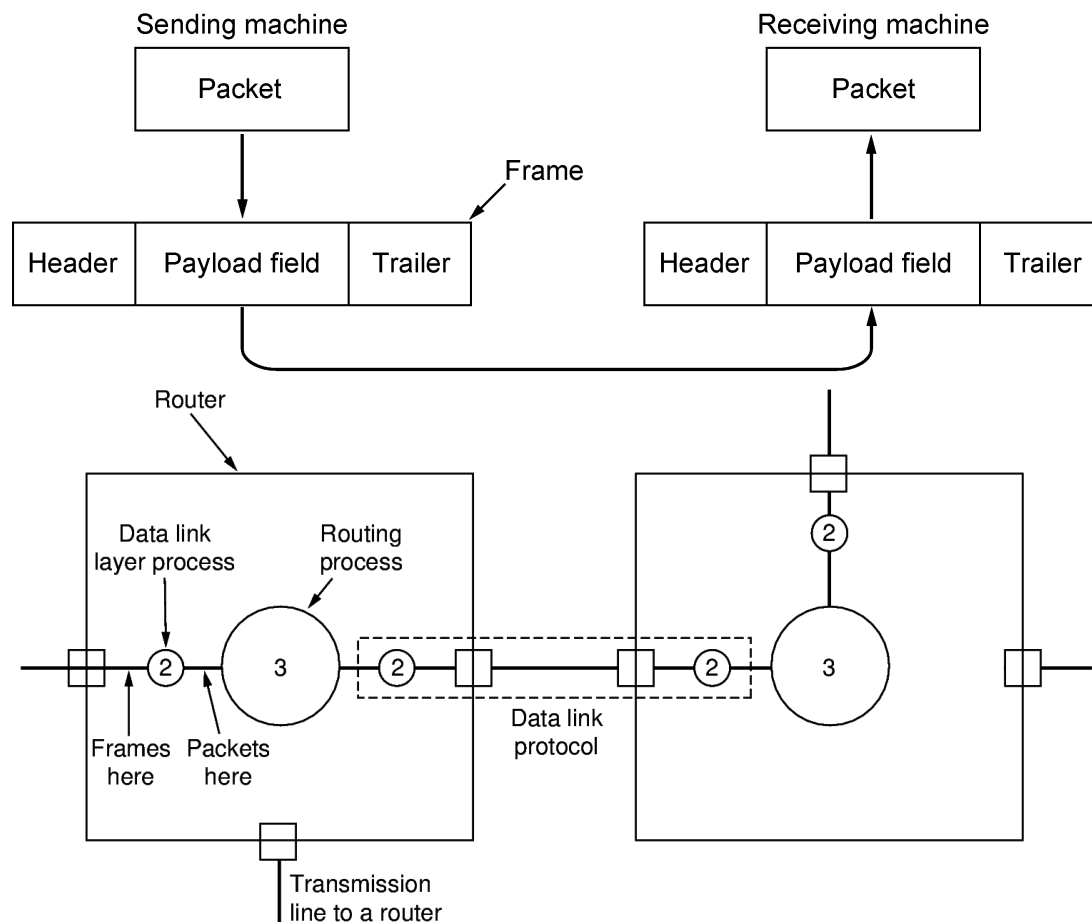 Sending machine
Receiving machine
Packet
Packet
Frame
Header
Payload field
Trailer
Header
Payload field
Trailer
Router
Data link
layer process
Routing
process
2
2
3
2
2
3
Frames
here
Packets
here
Data link
protocol
Transmission
line to a router